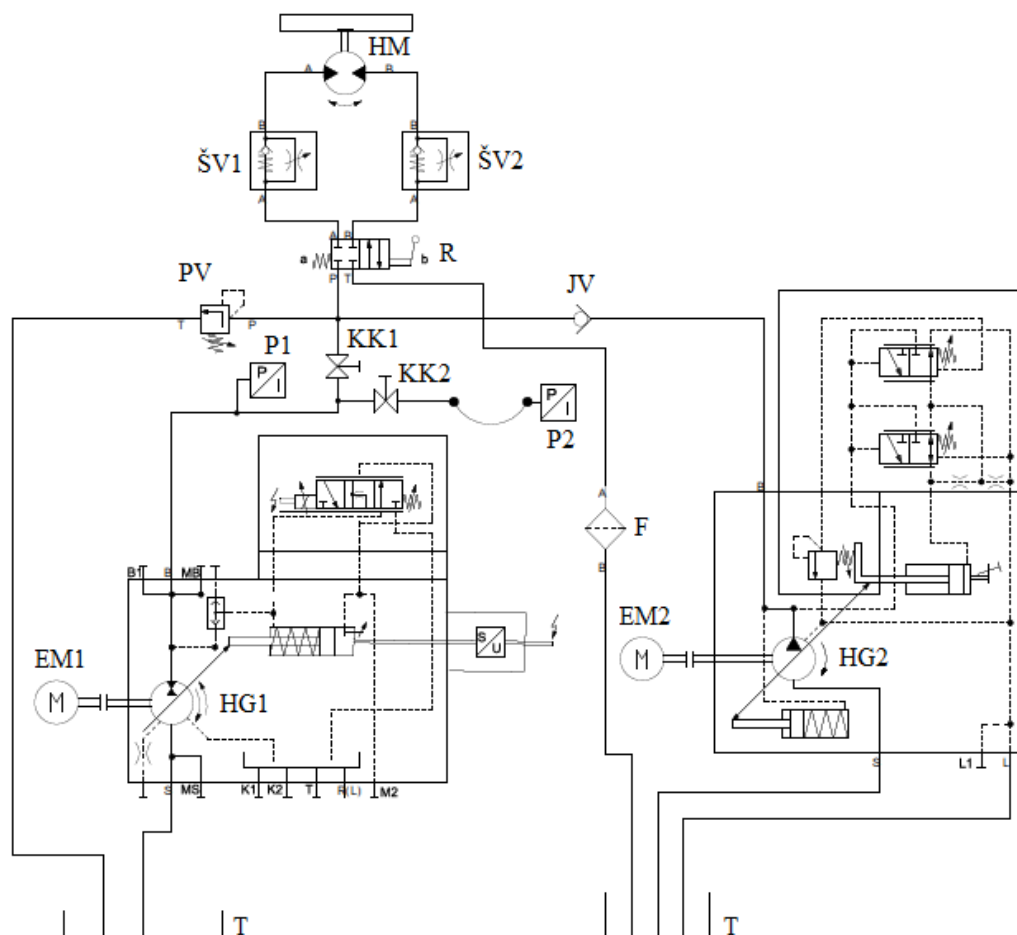 HM
A B
B B
ŠV1 ŠV2
A A
A B
a b R
P T
PV JV
T P
P1 KK1
P I KK2
P I
P2
A
F
B
B
B1 B MB
S U
EM1 EM2
M M
HG1 HG2
S MS K1 K2 T R(L) M2
S L1 L
T T